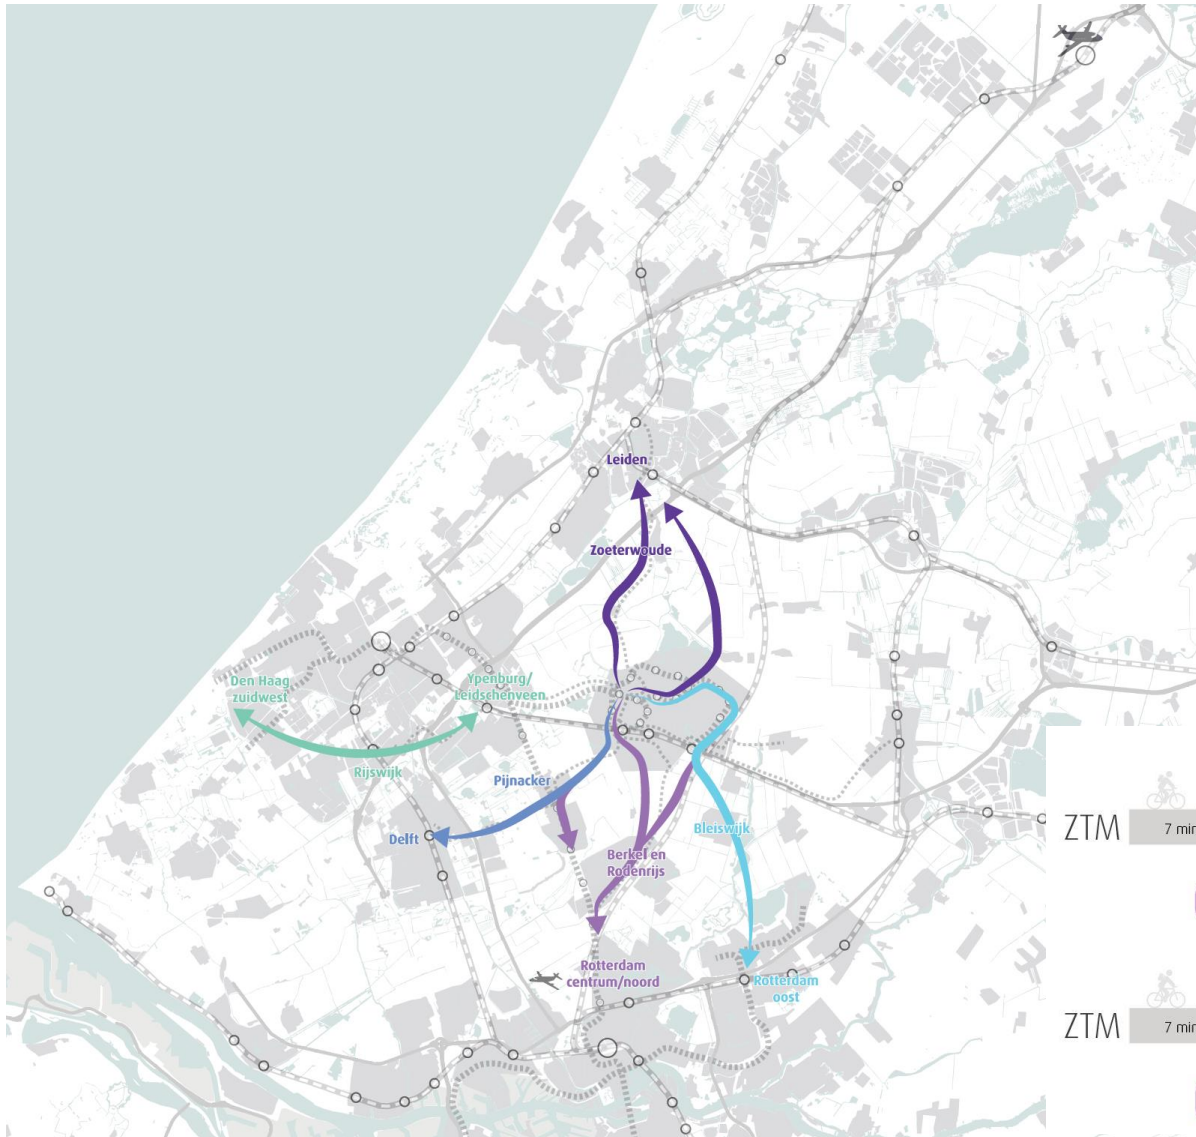 Leiden
Zoeterwoude
Den Haag
zuidwest
Ypenburg/
Leidschenveen
Rijswijk
Pijnacker
Delft
Bleiswijk
Berkel en
Rodenrijs
Rotterdam
centrum/noord
Rotterdam
oost
ZTM
7 min
ZTM
7 min